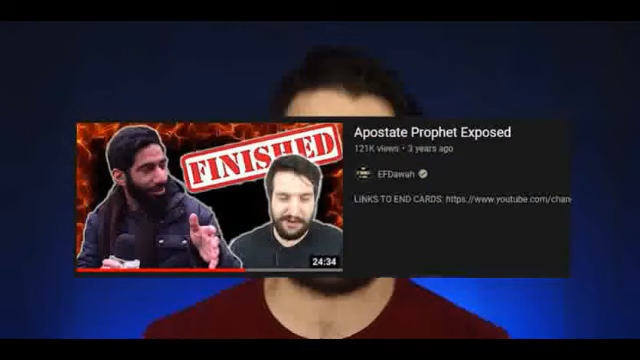 FINISHED
24:34
Apostate Prophet Exposed
121K views • 3 years ago
EFDawah
LINKS TO END CARDS: https://www.youtube.com/chan